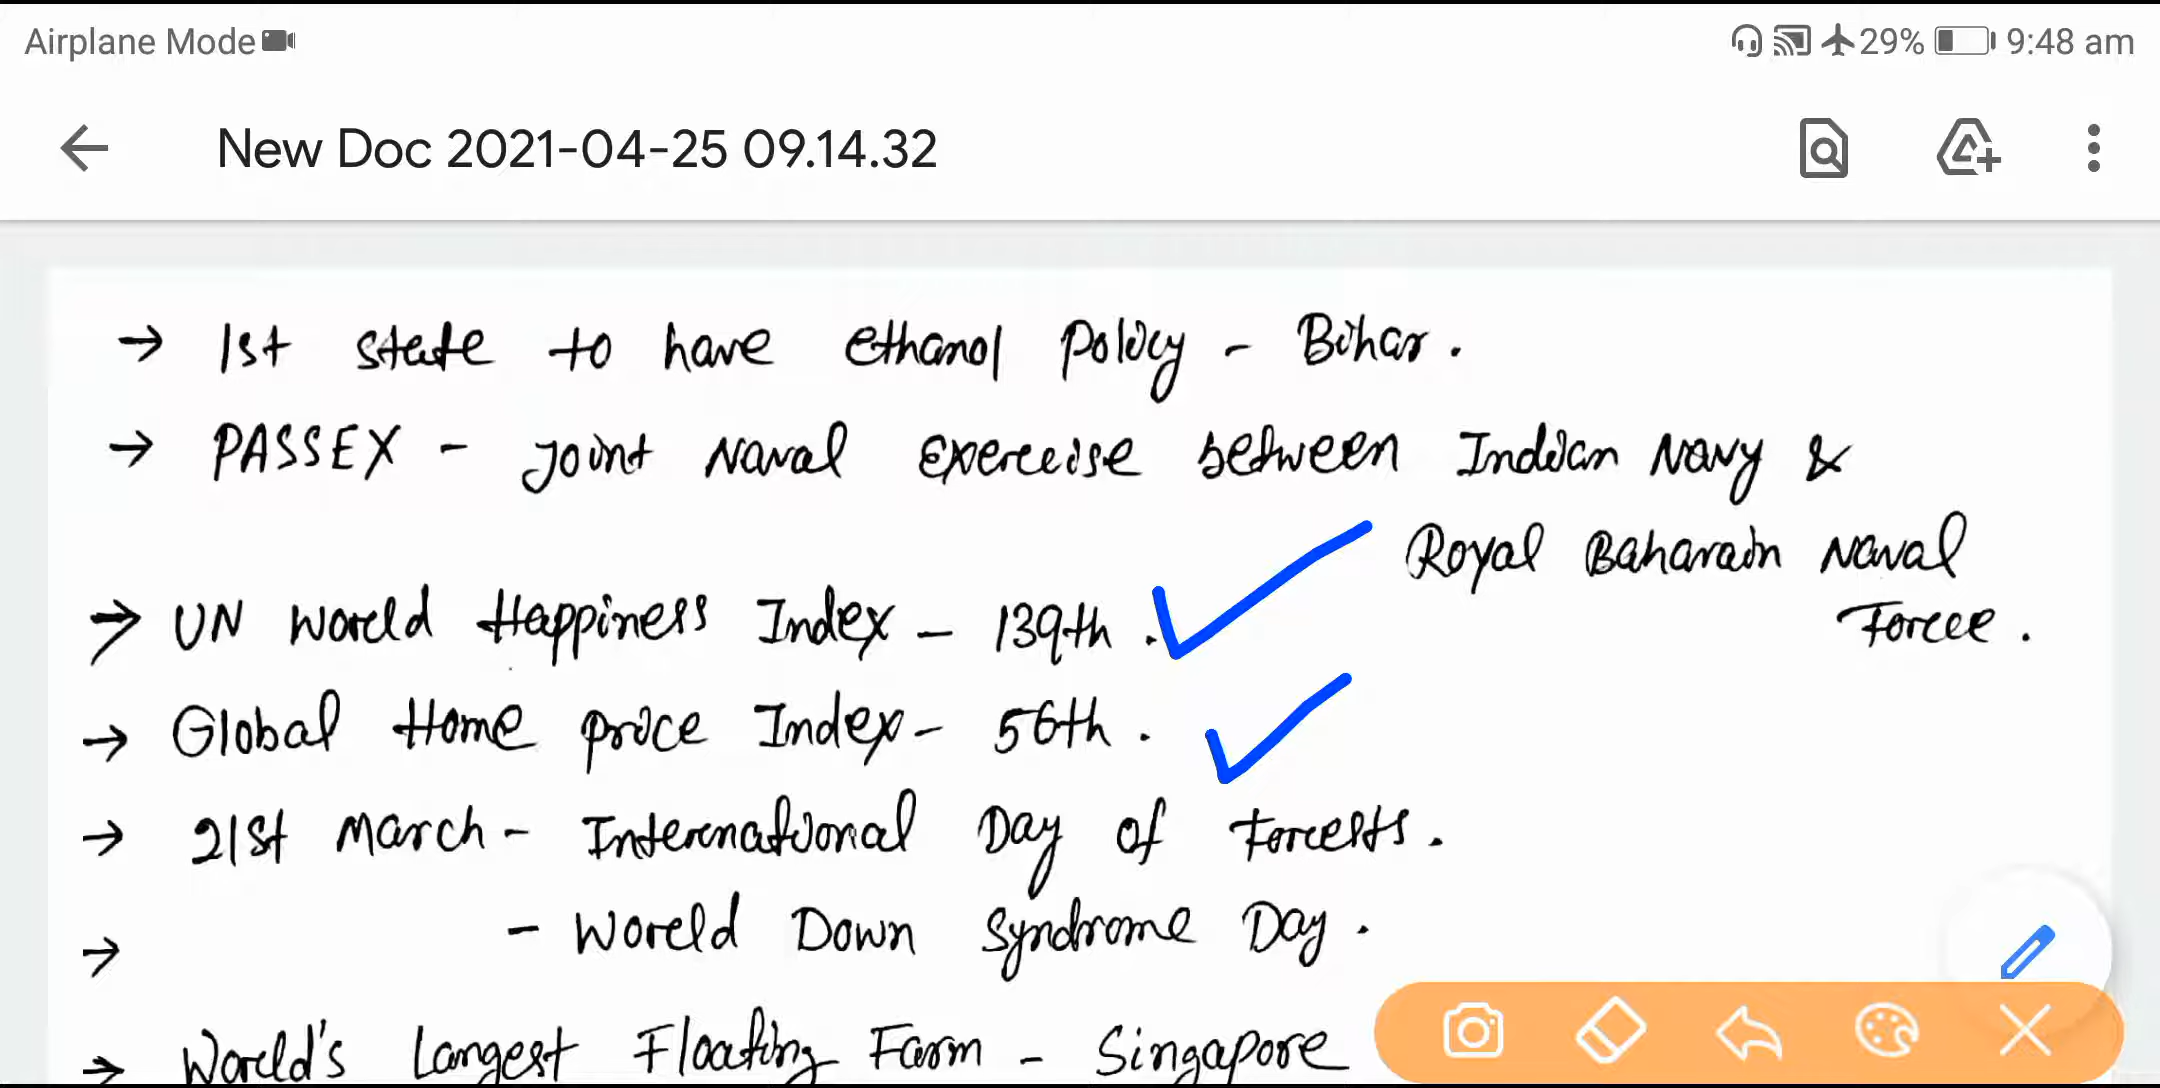 Airplane Mode 29% 9:48 am
New Doc 2021-04-25 09.14.32
→ 1st state to have ethanol policy - Bihar.
→ PASSEX - Joint Naval Exercise between Indian Navy &
Royal Baharain Naval
Force.
→ UN World Happiness Index - 139th.
→ Global Home price Index - 56th.
→ 21st March - International Day of Forests.
→ - World Down Syndrome Day.
→ World's Largest Floating Farm - Singapore